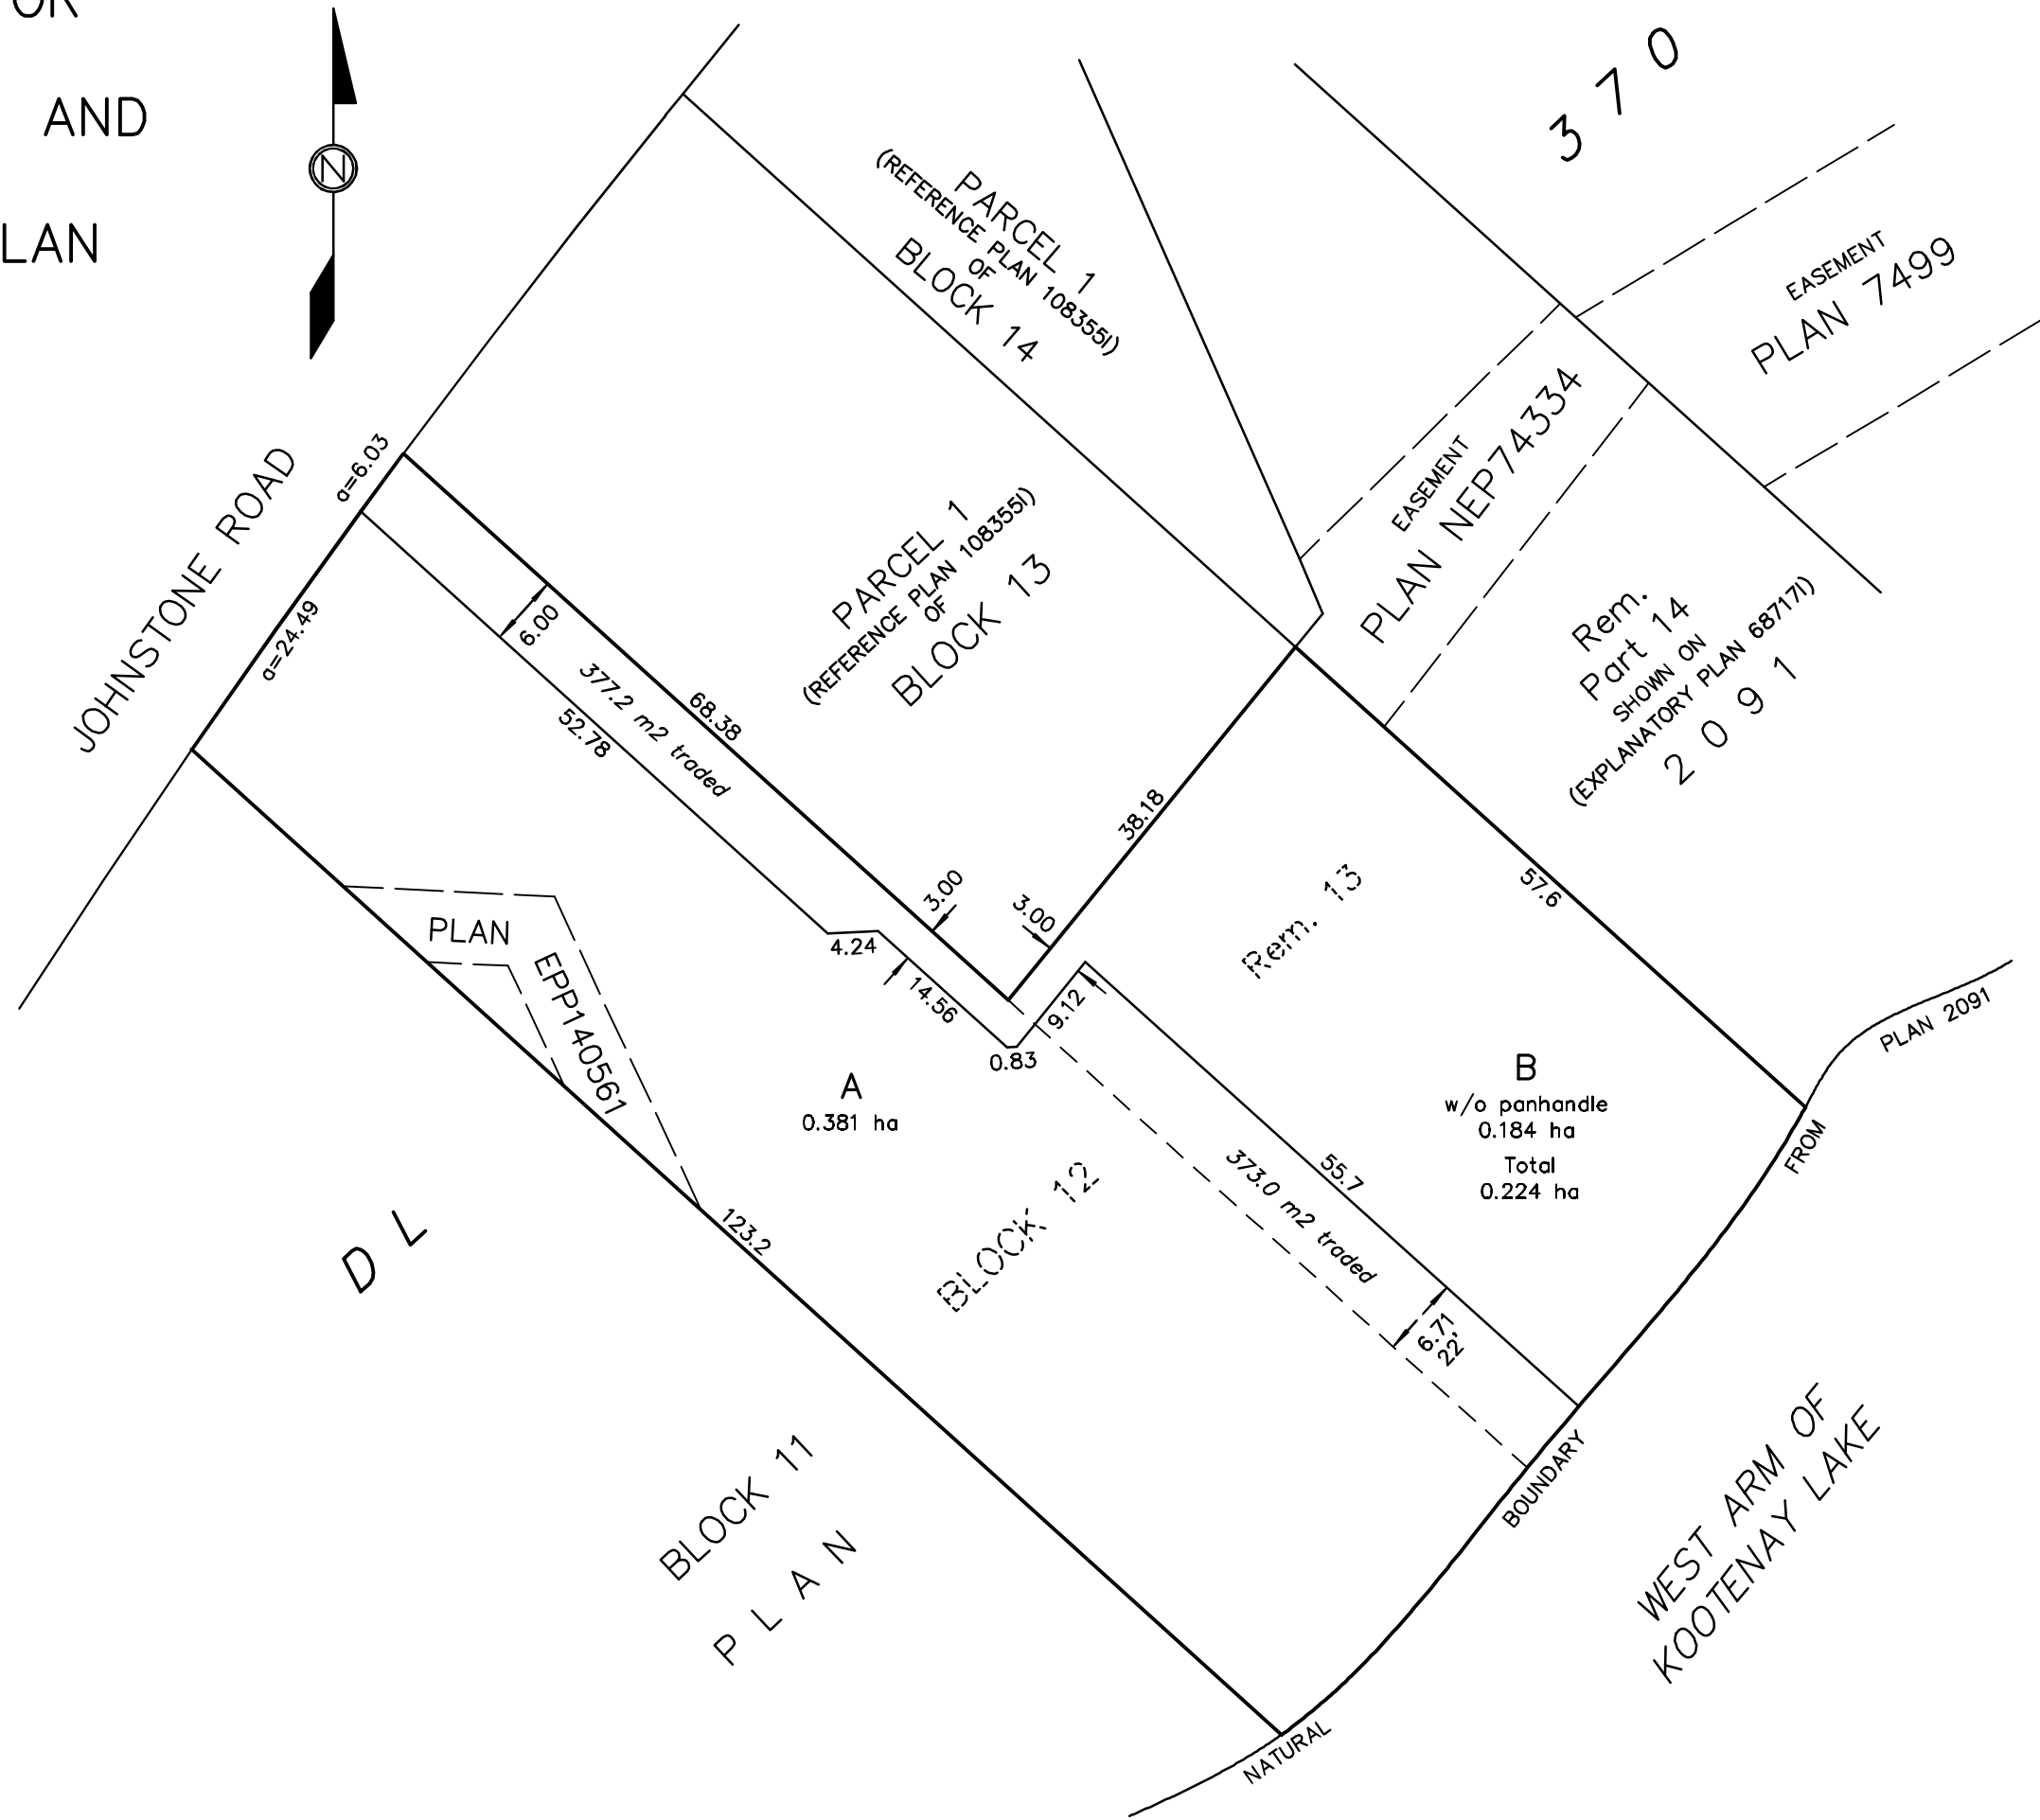 OR
AND
LAN
N
370
PARCEL 1
(REFERENCE PLAN 108355I)
OF
BLOCK 14
EASEMENT
PLAN 7499
EASEMENT
PLAN NEP74334
JOHNSTONE ROAD
a=6.03
a=24.49
PARCEL 1
(REFERENCE PLAN 108355I)
OF
BLOCK 13
Rem.
Part 14
SHOWN ON
(EXPLANATORY PLAN 68717I)
2091
6.00
377.2 m2 traded
68.38
52.78
38.18
3.00
3.00
57.6
Rem. 13
4.24
14.56
9.12
0.83
PLAN
EPP140561
A
0.381 ha
B
w/o panhandle
0.184 ha
Total
0.224 ha
PLAN 2091
FROM
55.7
373.0 m2 traded
BLOCK 12
123.2
DL
6.71
22'
BOUNDARY
WEST ARM OF
KOOTENAY LAKE
BLOCK 11
PLAN
NATURAL